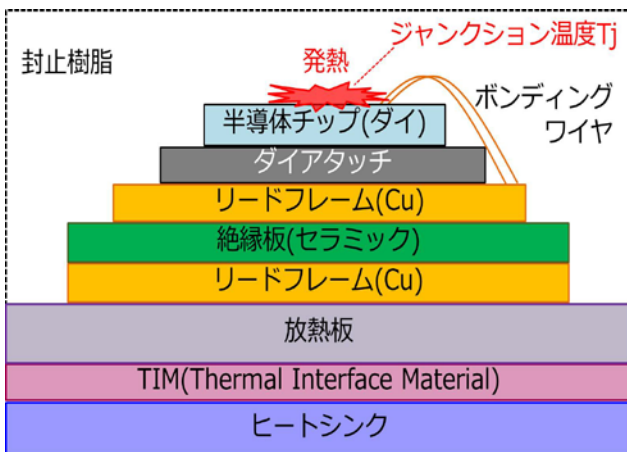 ジャンクション温度Tj
封止樹脂
発熱
ボンディング
ワイヤ
半導体チップ(ダイ)
ダイアタッチ
リードフレーム(Cu)
絶縁板(セラミック)
リードフレーム(Cu)
放熱板
TIM(Thermal Interface Material)
ヒートシンク